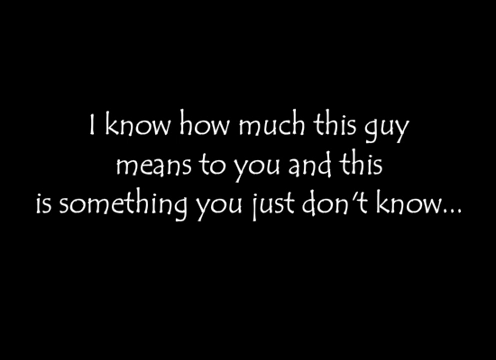 I know how much this guy
means to you and this
is something you just don't know...